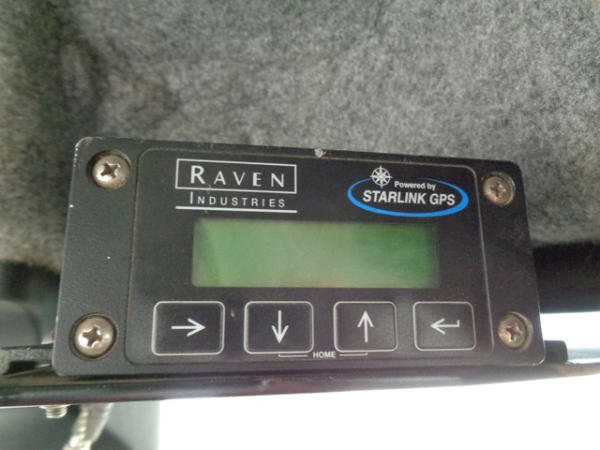 RAVEN
INDUSTRIES
Powered by
STARLINK GPS
HOME